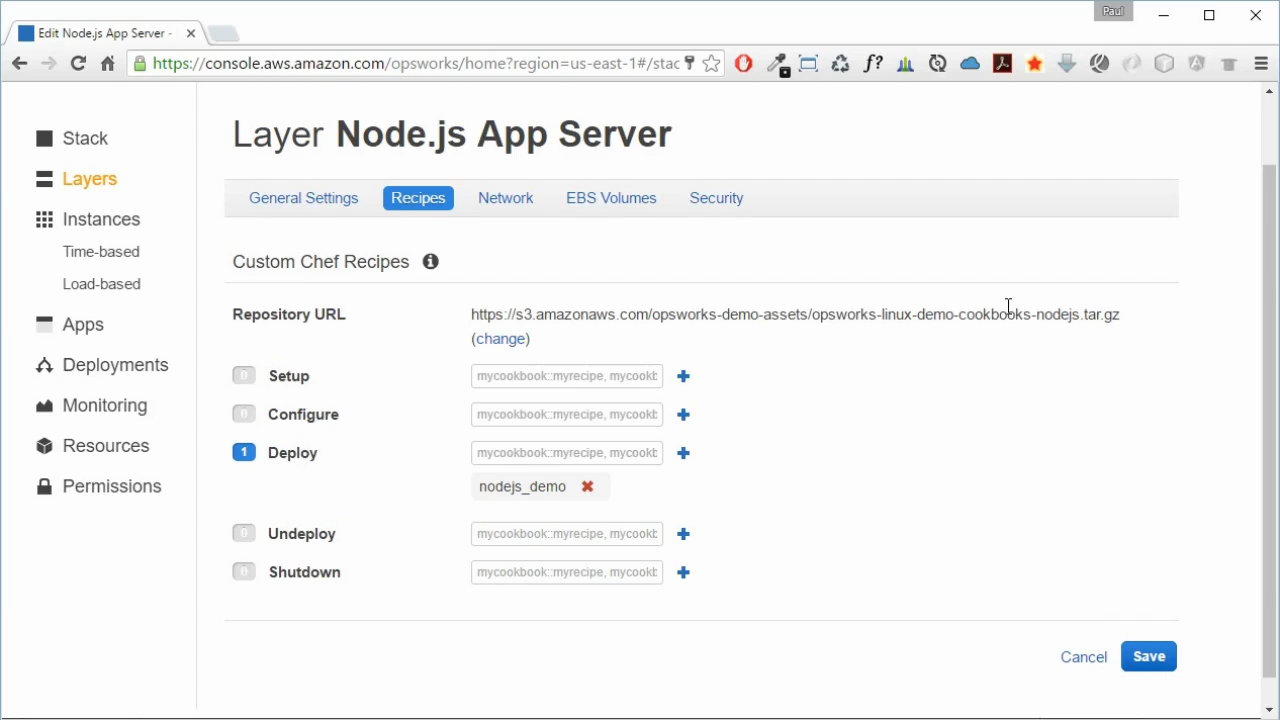 Paul
Edit Node.js App Server -
https://console.aws.amazon.com/opsworks/home?region=us-east-1#/stac
f?
Stack
Layers
Instances
Time-based
Load-based
Apps
Deployments
Monitoring
Resources
Permissions
Layer Node.js App Server
General Settings Recipes Network EBS Volumes Security
Custom Chef Recipes
Repository URL https://s3.amazonaws.com/opsworks-demo-assets/opsworks-linux-demo-cookbooks-nodejs.tar.gz
(change)
0 Setup mycookbook::myrecipe, mycookb
0 Configure mycookbook::myrecipe, mycookb
1 Deploy mycookbook::myrecipe, mycookb
nodejs_demo
0 Undeploy mycookbook::myrecipe, mycookb
0 Shutdown mycookbook::myrecipe, mycookb
Cancel Save